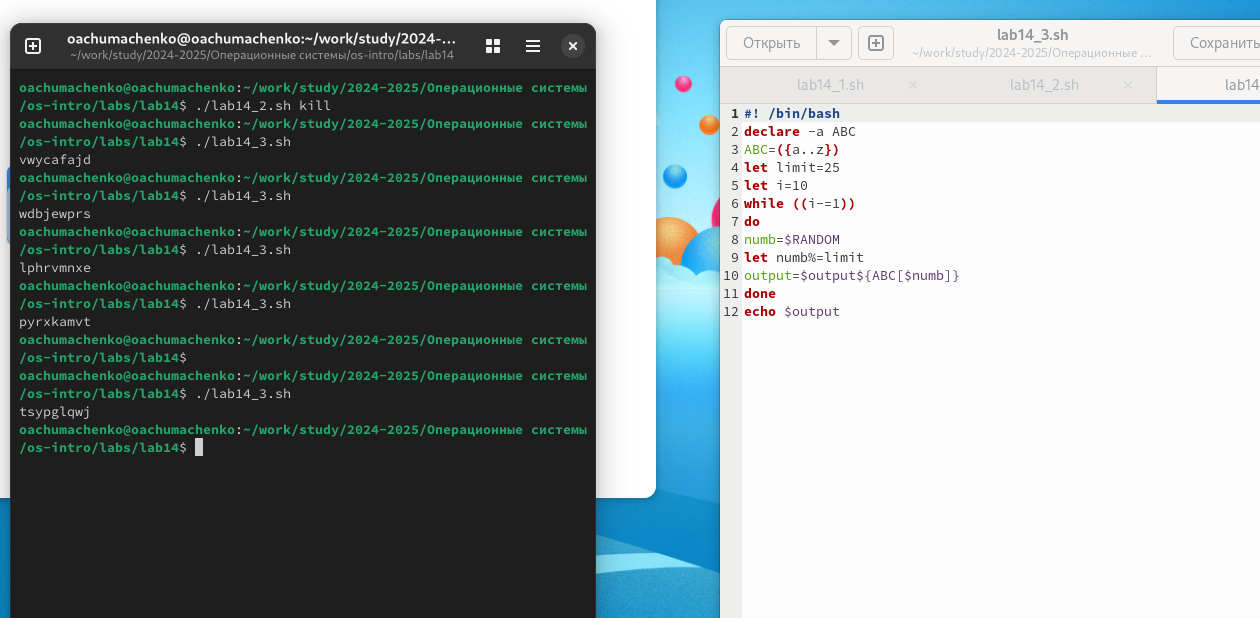 oachumachenko@oachumachenko:~/work/study/2024-...
~/work/study/2024-2025/Операционные системы/os-intro/labs/lab14
oachumachenko@oachumachenko:~/work/study/2024-2025/Операционные системы
/os-intro/labs/lab14$ ./lab14_2.sh kill
oachumachenko@oachumachenko:~/work/study/2024-2025/Операционные системы
/os-intro/labs/lab14$ ./lab14_3.sh
vwycafajd
oachumachenko@oachumachenko:~/work/study/2024-2025/Операционные системы
/os-intro/labs/lab14$ ./lab14_3.sh
wdbjewprs
oachumachenko@oachumachenko:~/work/study/2024-2025/Операционные системы
/os-intro/labs/lab14$ ./lab14_3.sh
lphrvmnxe
oachumachenko@oachumachenko:~/work/study/2024-2025/Операционные системы
/os-intro/labs/lab14$ ./lab14_3.sh
pyrxkamvt
oachumachenko@oachumachenko:~/work/study/2024-2025/Операционные системы
/os-intro/labs/lab14$
oachumachenko@oachumachenko:~/work/study/2024-2025/Операционные системы
/os-intro/labs/lab14$ ./lab14_3.sh
tsypglqwj
oachumachenko@oachumachenko:~/work/study/2024-2025/Операционные системы
/os-intro/labs/lab14$
Открыть
lab14_3.sh
~/work/study/2024-2025/Операционные ...
Сохранить
lab14_1.sh
lab14_2.sh
lab14
1 #! /bin/bash
2 declare -a ABC
3 ABC=({a..z})
4 let limit=25
5 let i=10
6 while ((i-=1))
7 do
8 numb=$RANDOM
9 let numb%=limit
10 output=$output${ABC[$numb]}
11 done
12 echo $output